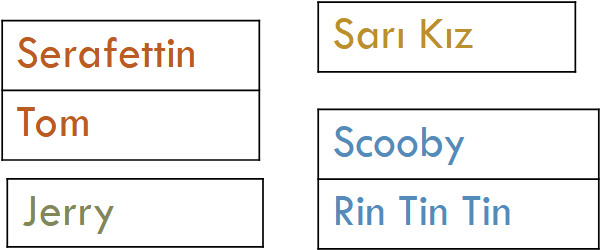 Serafettin
Tom
Jerry
Sarı Kız
Scooby
Rin Tin Tin